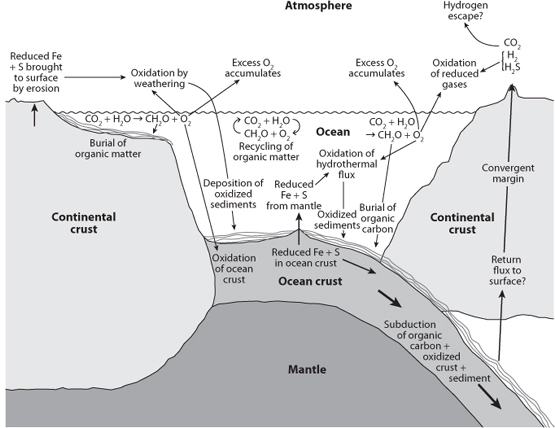 Atmosphere
Hydrogen
escape?
CO2
H2
H2S
Reduced Fe
+ S brought
to surface
by erosion
Oxidation by
weathering
Excess O2
accumulates
Excess O2
accumulates
Oxidation
of reduced
gases
CO2 + H2O → CH2O + O2
CO2 + H2O
CH2O + O2
Recycling of
organic matter
Ocean
CO2 + H2O
→ CH2O + O2
Burial of
organic matter
Oxidation of
hydrothermal
flux
Convergent
margin
Deposition of
oxidized
sediments
Reduced
Fe + S
from mantle
Oxidized
sediments
Burial of
organic
carbon
Continental
crust
Continental
crust
Oxidation
of ocean
crust
Reduced Fe + S
in ocean crust
Return
flux to
surface?
Ocean crust
Subduction
of organic
carbon +
oxidized
crust +
sediment
Mantle